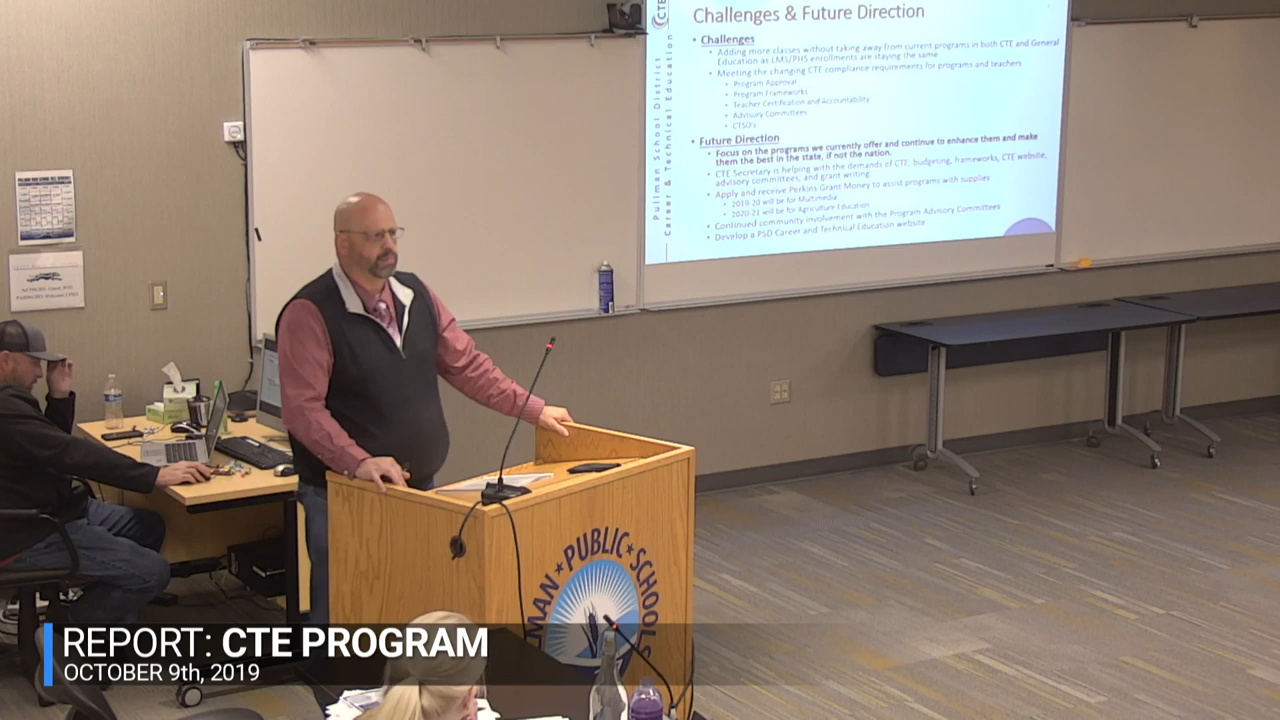 Challenges & Future Direction
• Challenges
• Adding more classes without taking away from current programs in both CTE and General
Education as LMS/PHS enrollments are staying the same
• Meeting the changing CTE compliance requirements for programs and teachers
• Program Approval
• Program Frameworks
• Teacher Certification and Accountability
• Advisory Committees
• CTSO's
• Future Direction
• Focus on the programs we currently offer and continue to enhance them and make
them the best in the state, if not the nation.
• CTE Secretary is helping with the demands of CTE, budgeting, frameworks, CTE website,
advisory committees, and grant writing
• Apply and receive Perkins Grant Money to assist programs with supplies
• 2019-20 will be for Multimedia
• 2020-21 will be for Agriculture Education
• Continued community involvement with the Program Advisory Committees
• Develop a PSD Career and Technical Education website
Pullman School District
Career & Technical Education
CTE
MAN ★ PUBLIC ★ SCHOOLS
REPORT: CTE PROGRAM
OCTOBER 9th, 2019